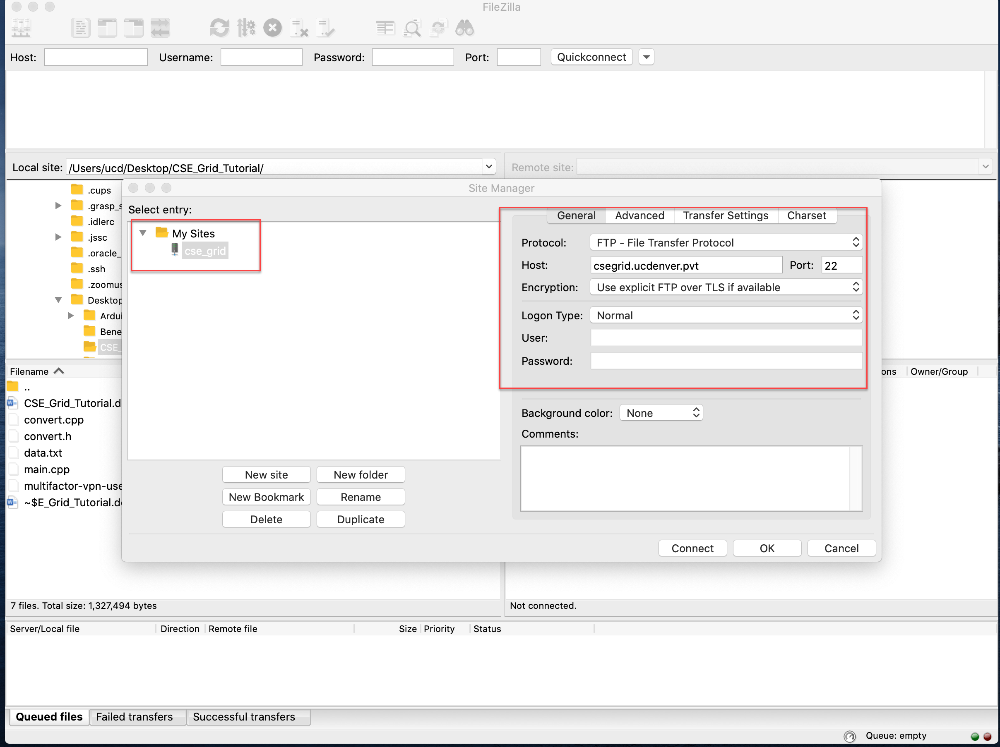 FileZilla
Host: Username: Password: Port: Quickconnect
Local site: /Users/ucd/Desktop/CSE_Grid_Tutorial/
Remote site:
.cups
.grasp_s
.idlerc
.jssc
.oracle_
.ssh
.zoomus
Desktop
Ardui
Bene
CSE_
Filename
..
CSE_Grid_Tutorial.d
convert.cpp
convert.h
data.txt
main.cpp
multifactor-vpn-use
~$E_Grid_Tutorial.d
7 files. Total size: 1,327,494 bytes
Site Manager
Select entry:
My Sites
cse_grid
New site New folder
New Bookmark Rename
Delete Duplicate
General Advanced Transfer Settings Charset
Protocol: FTP - File Transfer Protocol
Host: csegrid.ucdenver.pvt Port: 22
Encryption: Use explicit FTP over TLS if available
Logon Type: Normal
User:
Password:
Background color: None
Comments:
Connect OK Cancel
ons Owner/Group
Not connected.
Server/Local file Direction Remote file Size Priority Status
Queued files Failed transfers Successful transfers
Queue: empty